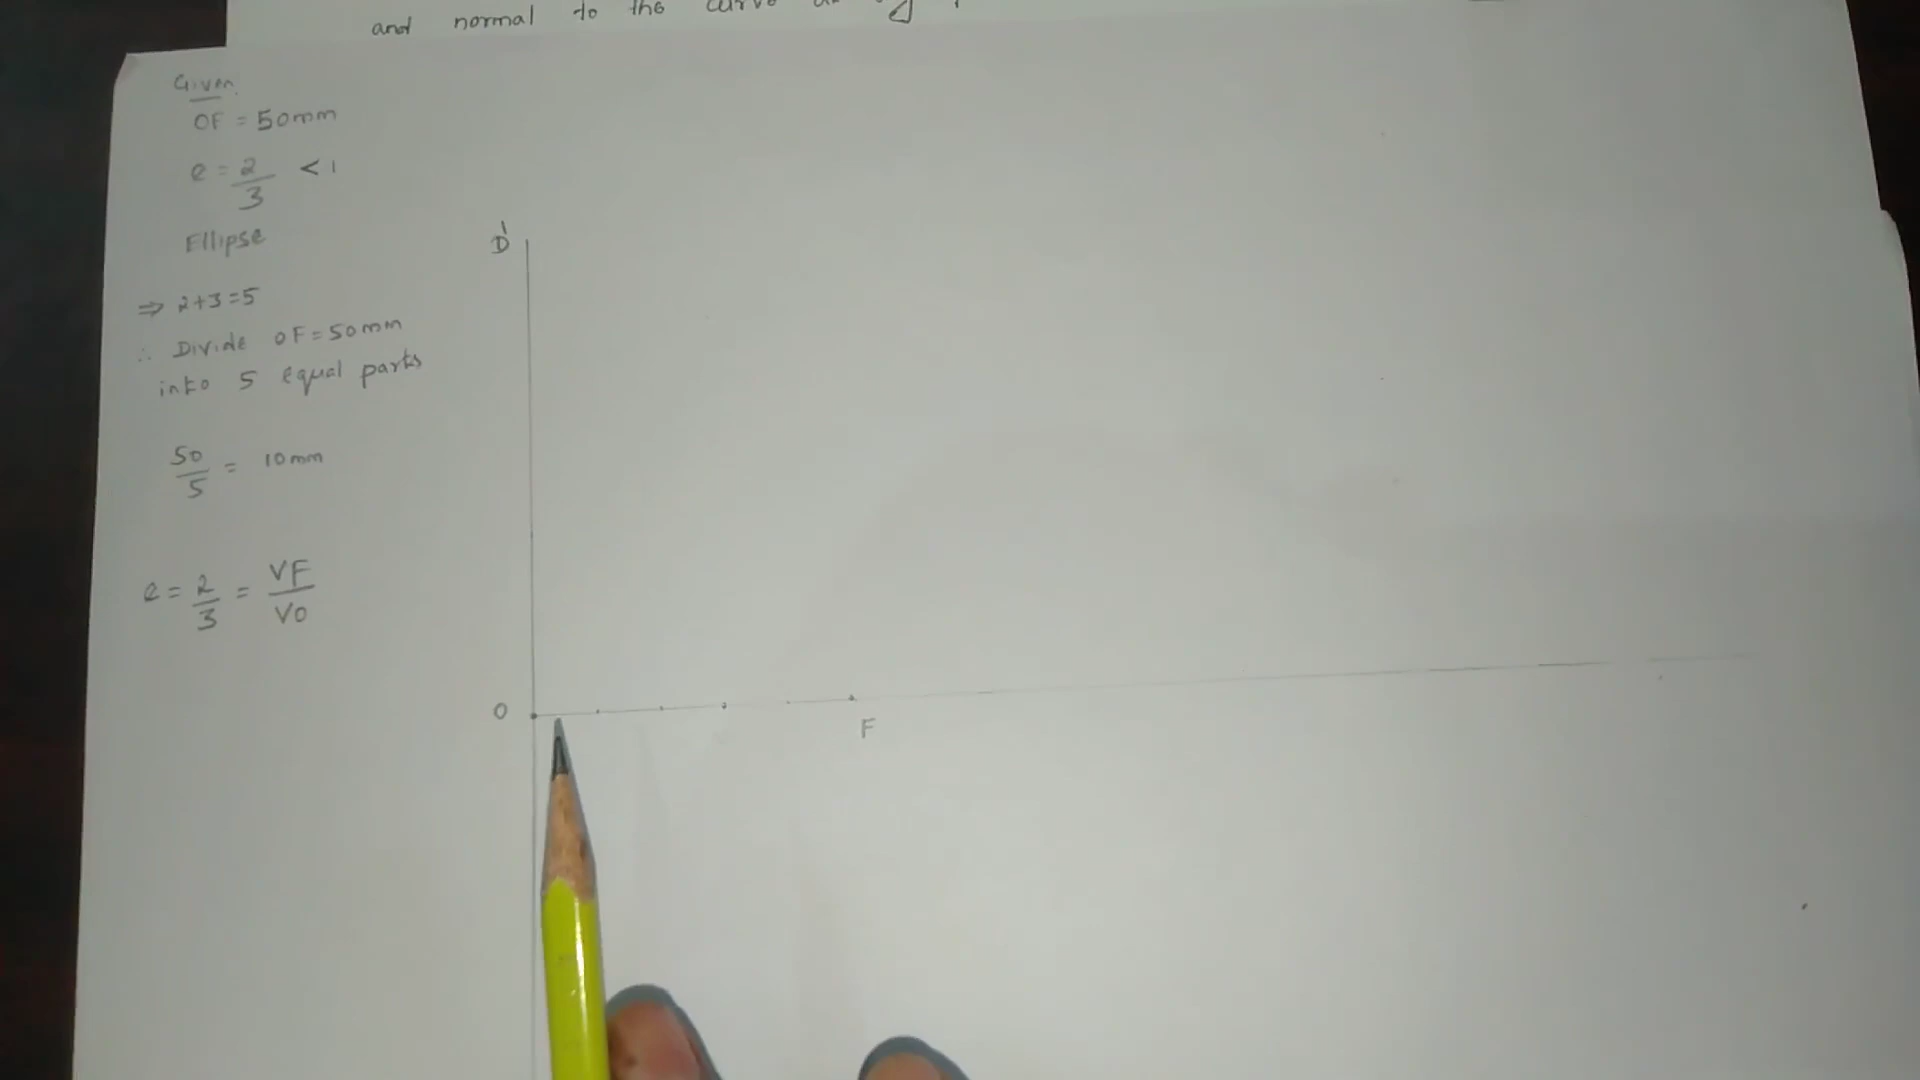 and normal to the curve
Given
OF = 50mm
e = 2/3 < 1
Ellipse
⇒ 2+3=5
∴ Divide OF=50mm
into 5 equal parts
50/5 = 10mm
e = 2/3 = VF/VO
D'
O
F